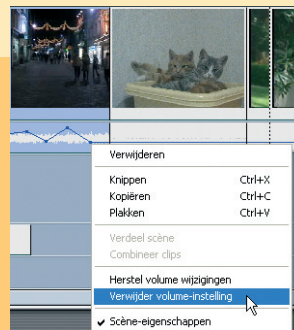 Verwijderen
Knippen Ctrl+X
Kopiëren Ctrl+C
Plakken Ctrl+V
Verdeel scène
Combineer clips
Herstel volume wijzigingen
Verwijder volume-instelling
Scène-eigenschappen